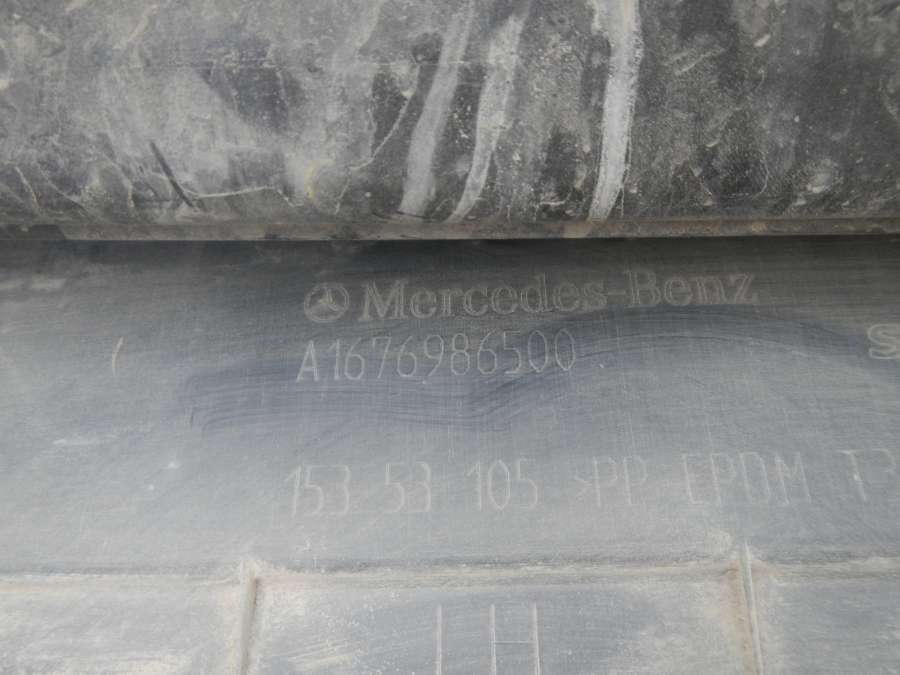 Mercedes-Benz
A1676986500
153 53 105 >PP EPDM